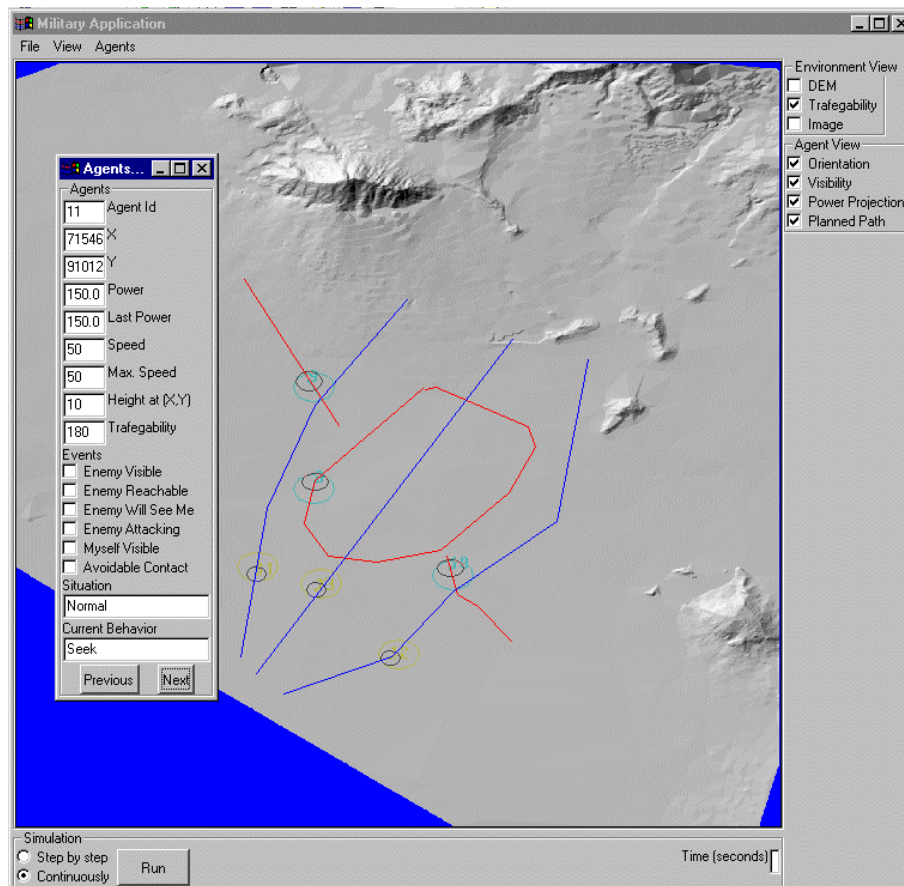 Military Application
File View Agents
Environment View
DEM
Trafegability
Image
Agent View
Orientation
Visibility
Power Projection
Planned Path
Agents...
Agents
11 Agent Id
71546 X
91012 Y
150.0 Power
150.0 Last Power
50 Speed
50 Max. Speed
10 Height at (X,Y)
180 Trafegability
Events
Enemy Visible
Enemy Reachable
Enemy Will See Me
Enemy Attacking
Myself Visible
Avoidable Contact
Situation
Normal
Current Behavior
Seek
Previous Next
Simulation
Step by step
Continuously
Run
Time (seconds)